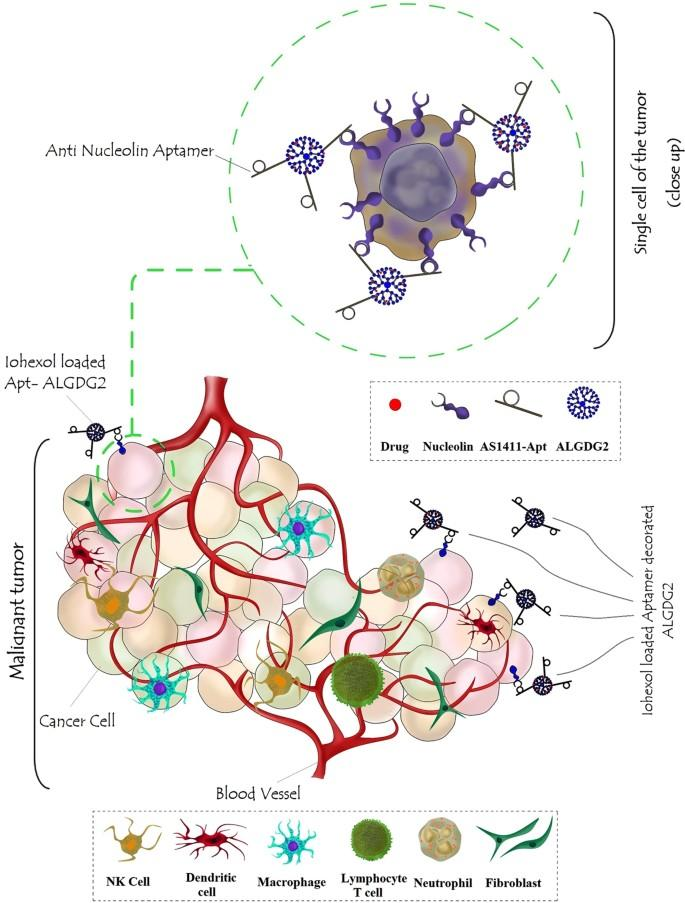 Anti Nucleolin Aptamer
Single cell of the tumor
(close up)
Iohexol loaded
Apt- ALGDG2
Drug
Nucleolin
AS1411-Apt
ALGDG2
Malignant tumor
Iohexol loaded Aptamer decorated
ALGDG2
Cancer Cell
Blood Vessel
NK Cell
Dendritic
cell
Macrophage
Lymphocyte
T cell
Neutrophil
Fibroblast